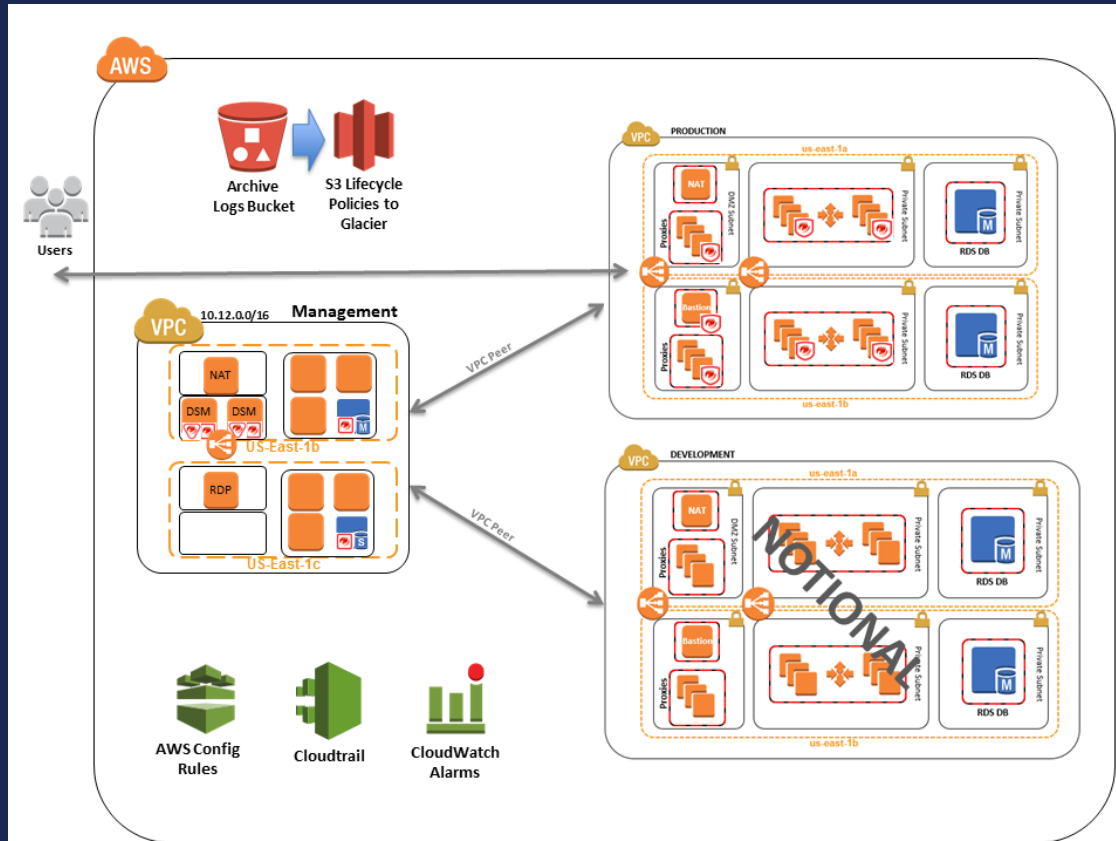 AWS
Archive
Logs Bucket
S3 Lifecycle
Policies to
Glacier
Users
VPC
PRODUCTION
us-east-1a
NAT
DMZ Subnet
Proxies
Private Subnet
RDS DB
Private Subnet
Bastion
Proxies
Private Subnet
M
RDS DB
Private Subnet
M
us-east-1b
VPC
10.12.0.0/16
Management
NAT
DSM
DSM
M
US-East-1b
RDP
S
US-East-1c
VPC Peer
VPC Peer
VPC
DEVELOPMENT
us-east-1a
NAT
DMZ Subnet
Proxies
Private Subnet
M
RDS DB
Private Subnet
NOTIONAL
Bastion
Proxies
Private Subnet
M
RDS DB
Private Subnet
us-east-1b
AWS Config
Rules
Cloudtrail
CloudWatch
Alarms